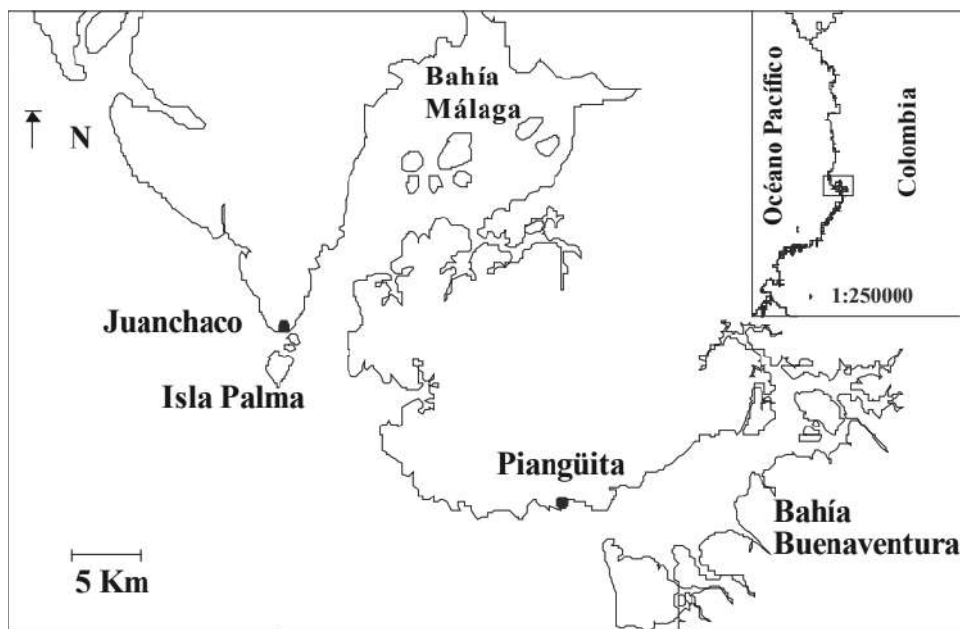 Bahía
Málaga
N
Océano Pacífico
Colombia
1:250000
Juanchaco
Isla Palma
Piangüita
Bahía
Buenaventura
5 Km